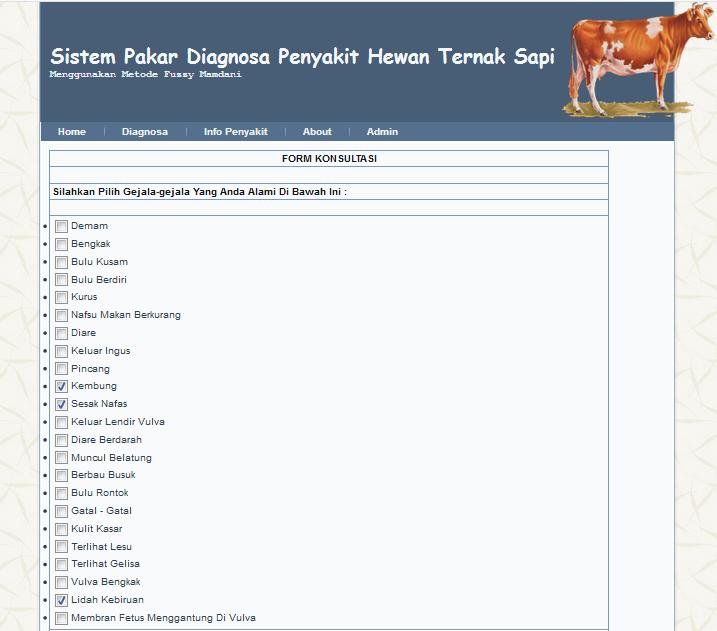 Sistem Pakar Diagnosa Penyakit Hewan Ternak Sapi
Menggunakan Metode Fussy Mamdani
Home | Diagnosa | Info Penyakit | About | Admin
FORM KONSULTASI
Silahkan Pilih Gejala-gejala Yang Anda Alami Di Bawah Ini :
Demam
Bengkak
Bulu Kusam
Bulu Berdiri
Kurus
Nafsu Makan Berkurang
Diare
Keluar Ingus
Pincang
Kembung
Sesak Nafas
Keluar Lendir Vulva
Diare Berdarah
Muncul Belatung
Berbau Busuk
Bulu Rontok
Gatal - Gatal
Kulit Kasar
Terlihat Lesu
Terlihat Gelisa
Vulva Bengkak
Lidah Kebiruan
Membran Fetus Menggantung Di Vulva